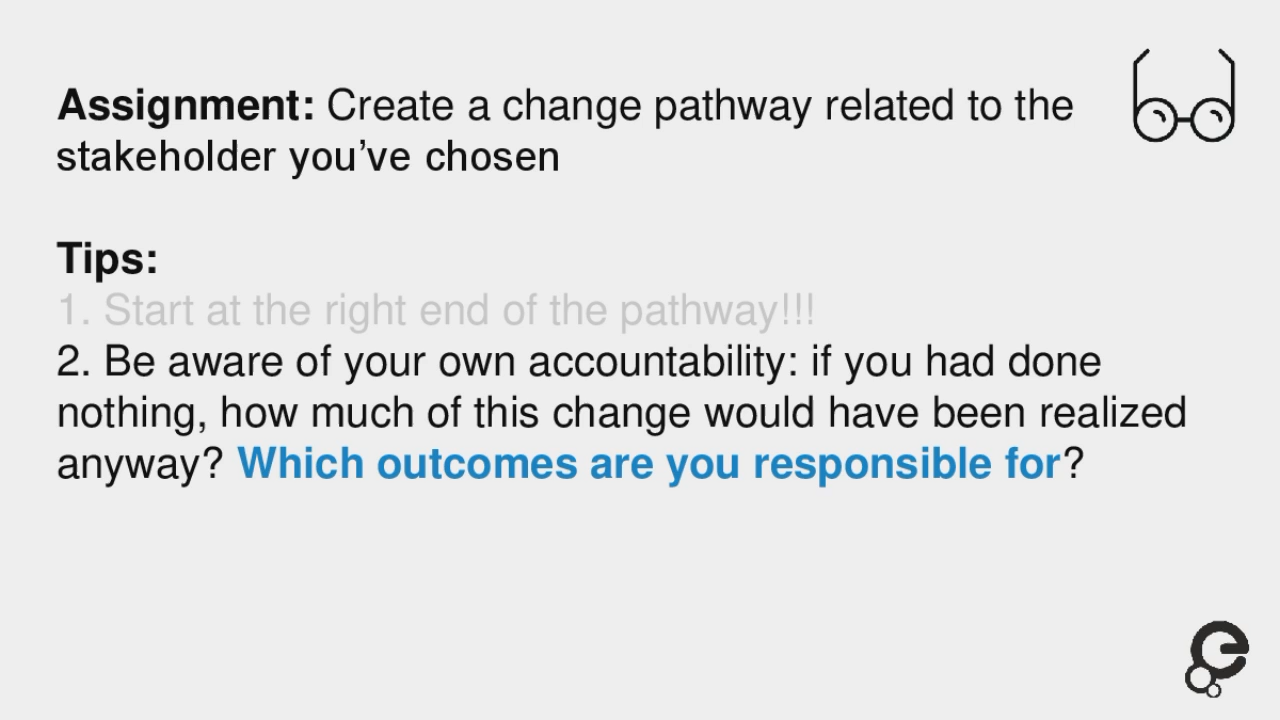 Assignment: Create a change pathway related to the
stakeholder you’ve chosen
Tips:
1. Start at the right end of the pathway!!!
2. Be aware of your own accountability: if you had done
nothing, how much of this change would have been realized
anyway? Which outcomes are you responsible for?